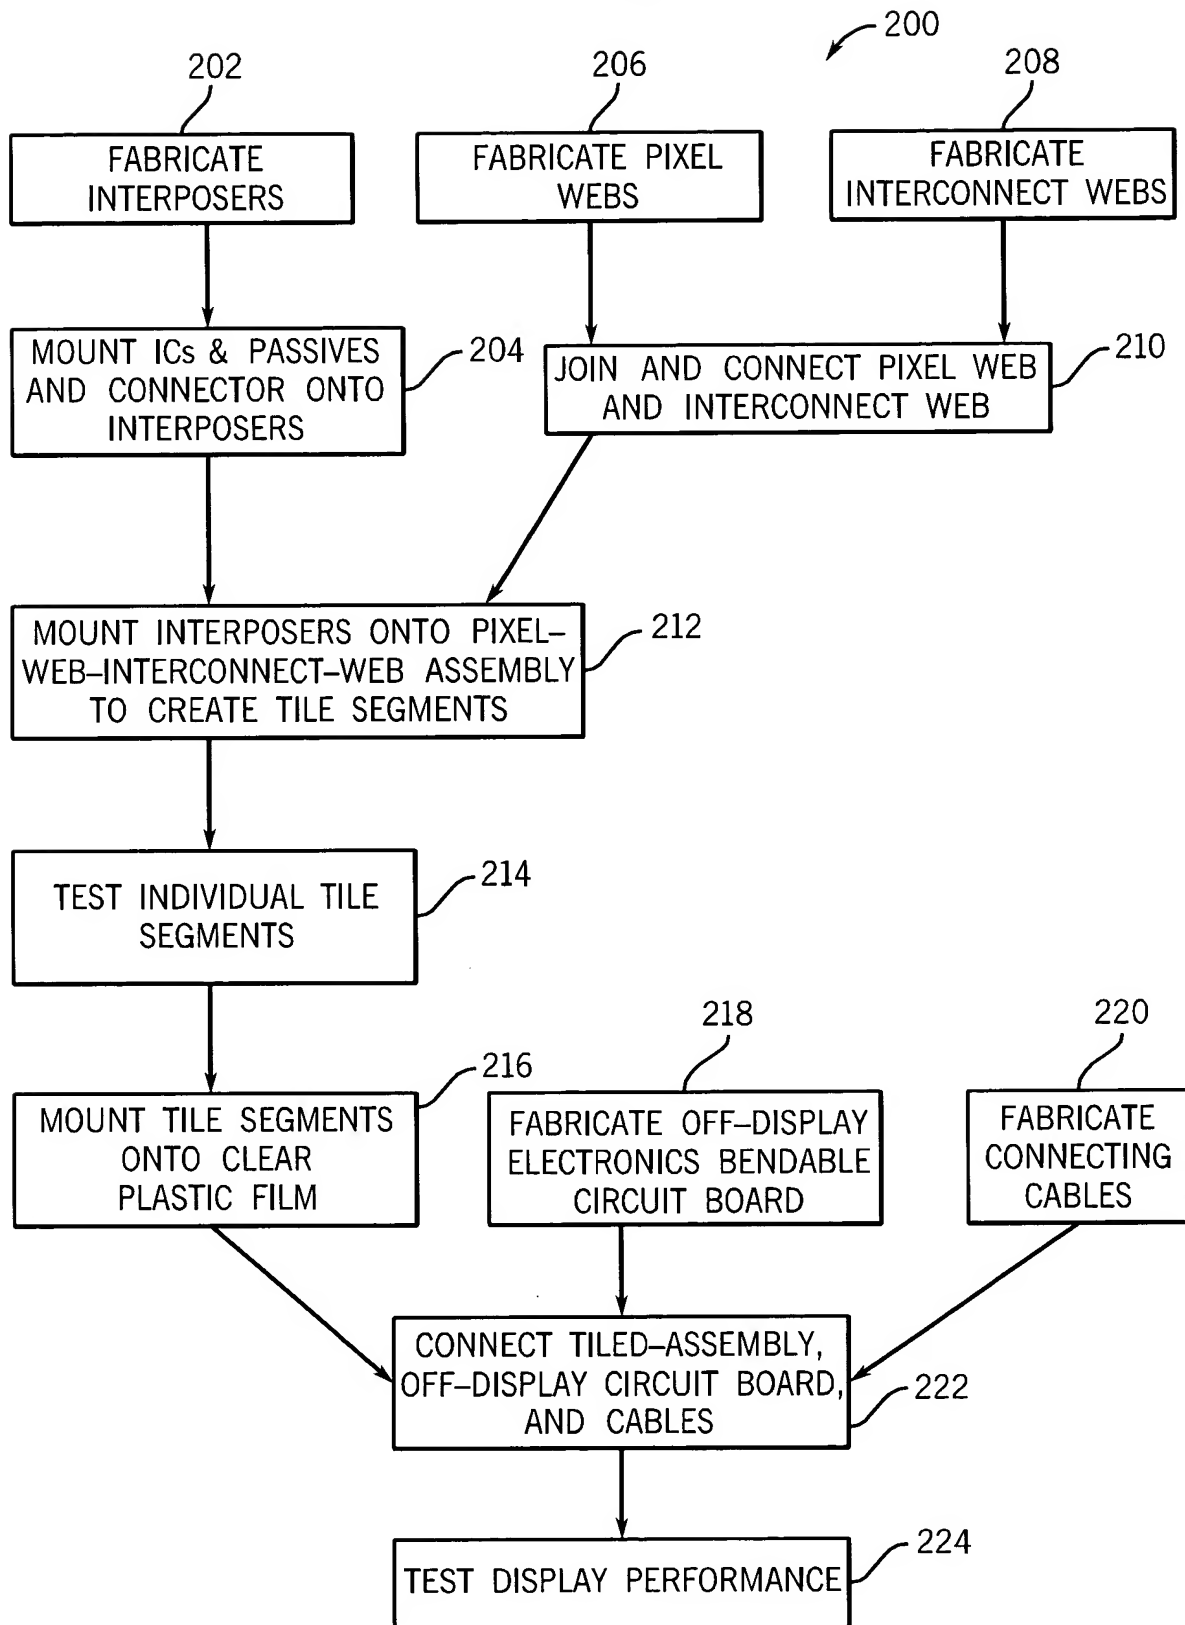 200
202
206
208
FABRICATE
INTERPOSERS
FABRICATE PIXEL
WEBS
FABRICATE
INTERCONNECT WEBS
MOUNT ICs & PASSIVES
AND CONNECTOR ONTO
INTERPOSERS
204
JOIN AND CONNECT PIXEL WEB
AND INTERCONNECT WEB
210
MOUNT INTERPOSERS ONTO PIXEL–
WEB–INTERCONNECT–WEB ASSEMBLY
TO CREATE TILE SEGMENTS
212
TEST INDIVIDUAL TILE
SEGMENTS
214
216
218
220
MOUNT TILE SEGMENTS
ONTO CLEAR
PLASTIC FILM
FABRICATE OFF–DISPLAY
ELECTRONICS BENDABLE
CIRCUIT BOARD
FABRICATE
CONNECTING
CABLES
CONNECT TILED–ASSEMBLY,
OFF–DISPLAY CIRCUIT BOARD,
AND CABLES
222
TEST DISPLAY PERFORMANCE
224